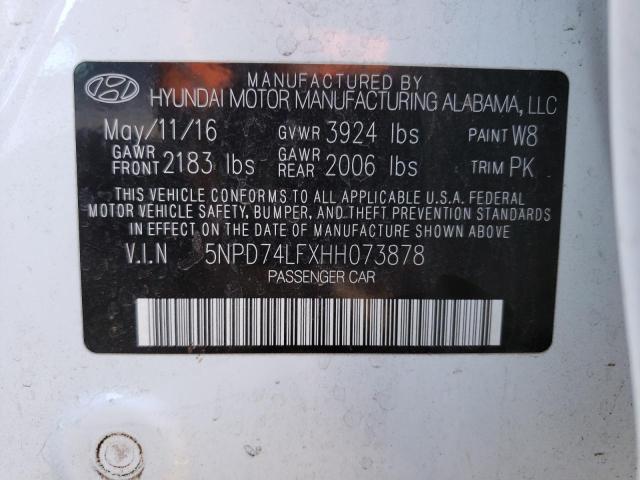 MANUFACTURED BY
HYUNDAI MOTOR MANUFACTURING ALABAMA, LLC
May/11/16 GVWR 3924 lbs PAINT W8
GAWR FRONT 2183 lbs GAWR REAR 2006 lbs TRIM PK
THIS VEHICLE CONFORMS TO ALL APPLICABLE U.S.A. FEDERAL
MOTOR VEHICLE SAFETY, BUMPER, AND THEFT PREVENTION STANDARDS
IN EFFECT ON THE DATE OF MANUFACTURE SHOWN ABOVE.
V.I.N 5NPD74LFXHH073878
PASSENGER CAR